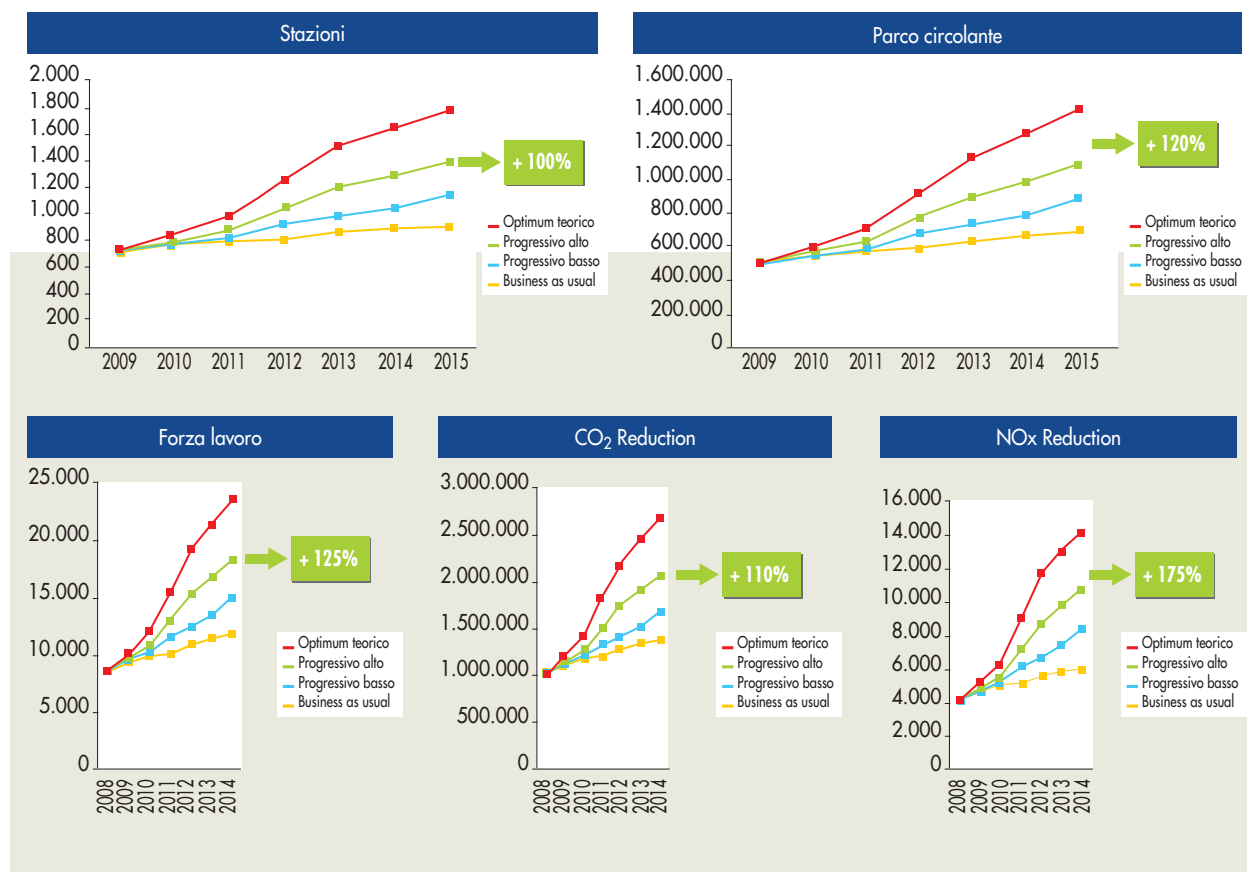 Stazioni
2.000
1.800
1.600
1.400
1.200
1.000
800
600
400
200
0
2009 2010 2011 2012 2013 2014 2015
+ 100%
Optimum teorico
Progressivo alto
Progressivo basso
Business as usual
Parco circolante
1.600.000
1.400.000
1.200.000
1.000.000
800.000
600.000
400.000
200.000
0
2009 2010 2011 2012 2013 2014 2015
+ 120%
Optimum teorico
Progressivo alto
Progressivo basso
Business as usual
Forza lavoro
25.000
20.000
15.000
10.000
5.000
0
2008 2009 2010 2011 2012 2013 2014
+ 125%
Optimum teorico
Progressivo alto
Progressivo basso
Business as usual
CO₂ Reduction
3.000.000
2.500.000
2.000.000
1.500.000
1.000.000
500.000
0
2008 2009 2010 2011 2012 2013 2014
+ 110%
Optimum teorico
Progressivo alto
Progressivo basso
Business as usual
NOx Reduction
16.000
14.000
12.000
10.000
8.000
6.000
4.000
2.000
0
2008 2009 2010 2011 2012 2013 2014
+ 175%
Optimum teorico
Progressivo alto
Progressivo basso
Business as usual